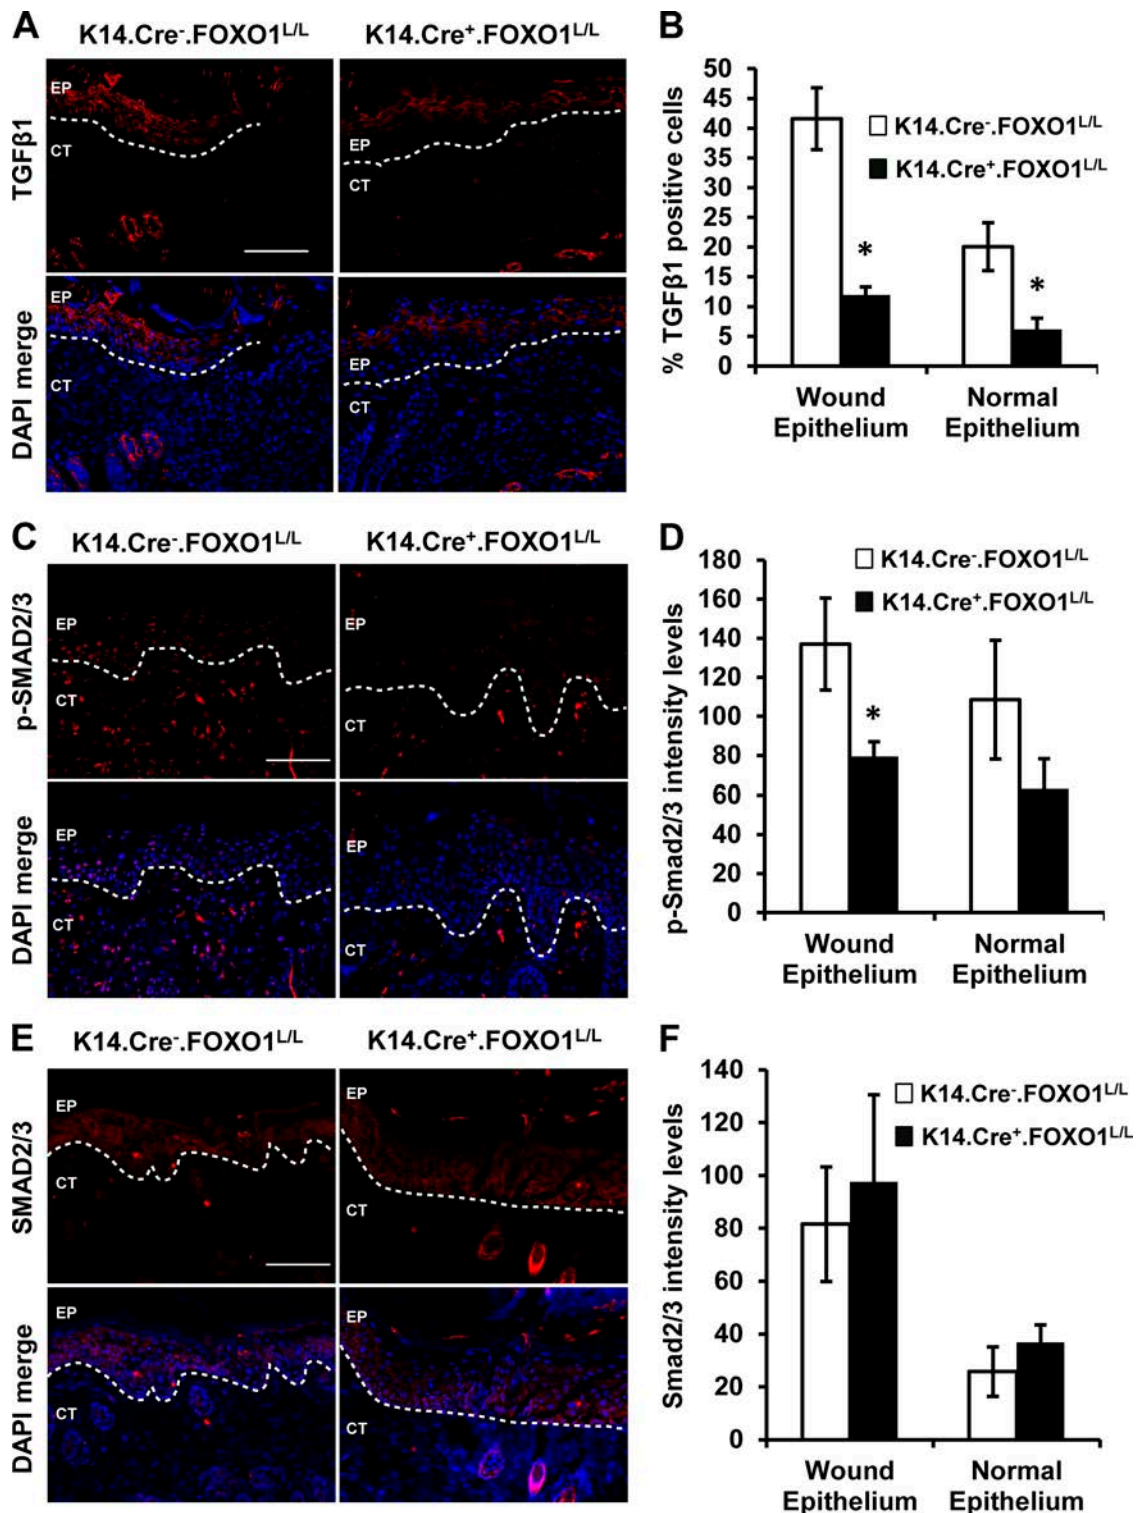 A
K14.Cre⁻.FOXO1ᴸ/ᴸ
K14.Cre⁺.FOXO1ᴸ/ᴸ
TGFβ1
EP
CT
EP
CT
DAPI merge
EP
CT
EP
CT
B
% TGFβ1 positive cells
50
45
40
35
30
25
20
15
10
5
0
K14.Cre⁻.FOXO1ᴸ/ᴸ
K14.Cre⁺.FOXO1ᴸ/ᴸ
*
*
Wound
Epithelium
Normal
Epithelium
C
K14.Cre⁻.FOXO1ᴸ/ᴸ
K14.Cre⁺.FOXO1ᴸ/ᴸ
p-SMAD2/3
EP
CT
EP
CT
DAPI merge
EP
CT
EP
CT
D
p-Smad2/3 intensity levels
180
160
140
120
100
80
60
40
20
0
K14.Cre⁻.FOXO1ᴸ/ᴸ
K14.Cre⁺.FOXO1ᴸ/ᴸ
*
Wound
Epithelium
Normal
Epithelium
E
K14.Cre⁻.FOXO1ᴸ/ᴸ
K14.Cre⁺.FOXO1ᴸ/ᴸ
SMAD2/3
EP
CT
EP
CT
DAPI merge
EP
CT
EP
CT
F
Smad2/3 intensity levels
140
120
100
80
60
40
20
0
K14.Cre⁻.FOXO1ᴸ/ᴸ
K14.Cre⁺.FOXO1ᴸ/ᴸ
Wound
Epithelium
Normal
Epithelium